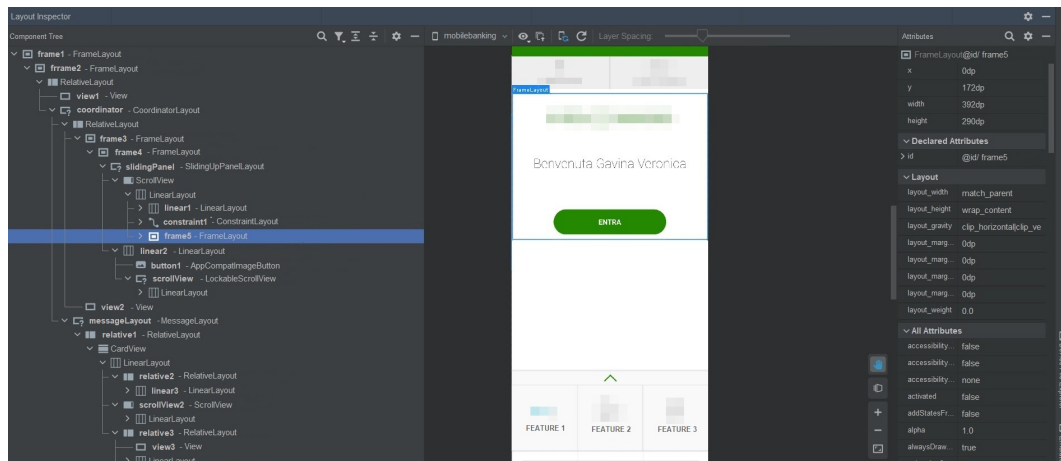 Layout Inspector
Component Tree
mobilebanking
Layer Spacing:
Attributes
frame1 - FrameLayout
frrame2 - FrameLayout
RelativeLayout
view1 - View
coordinator - CoordinatorLayout
RelativeLayout
frame3 - FrameLayout
frame4 - FrameLayout
slidingPanel - SlidingUpPanelLayout
ScrollView
LinearLayout
linear1 - LinearLayout
constraint1 - ConstraintLayout
frame5 - FrameLayout
linear2 - LinearLayout
button1 - AppCompatImageButton
scrollView - LockableScrollView
LinearLayout
view2 - View
messageLayout -MessageLayout
relative1 - RelativeLayout
CardView
LinearLayout
relative2 - RelativeLayout
linear3 - LinearLayout
scrollView2 - ScrollView
LinearLayout
relative3 - RelativeLayout
view3 - View
LinearLayout
FrameLayout
Benvenuta Gavina Veronica
ENTRA
FEATURE 1 FEATURE 2 FEATURE 3
FrameLayout@id/ frame5
x 0dp
y 172dp
width 392dp
height 290dp
Declared Attributes
id @id/ frame5
Layout
layout_width match_parent
layout_height wrap_content
layout_gravity clip_horizontal|clip_ve
layout_marg... 0dp
layout_marg... 0dp
layout_marg... 0dp
layout_marg... 0dp
layout_weight 0.0
All Attributes
accessibility... false
accessibility... false
accessibility... none
activated false
addStatesFr... false
alpha 1.0
alwaysDraw... true